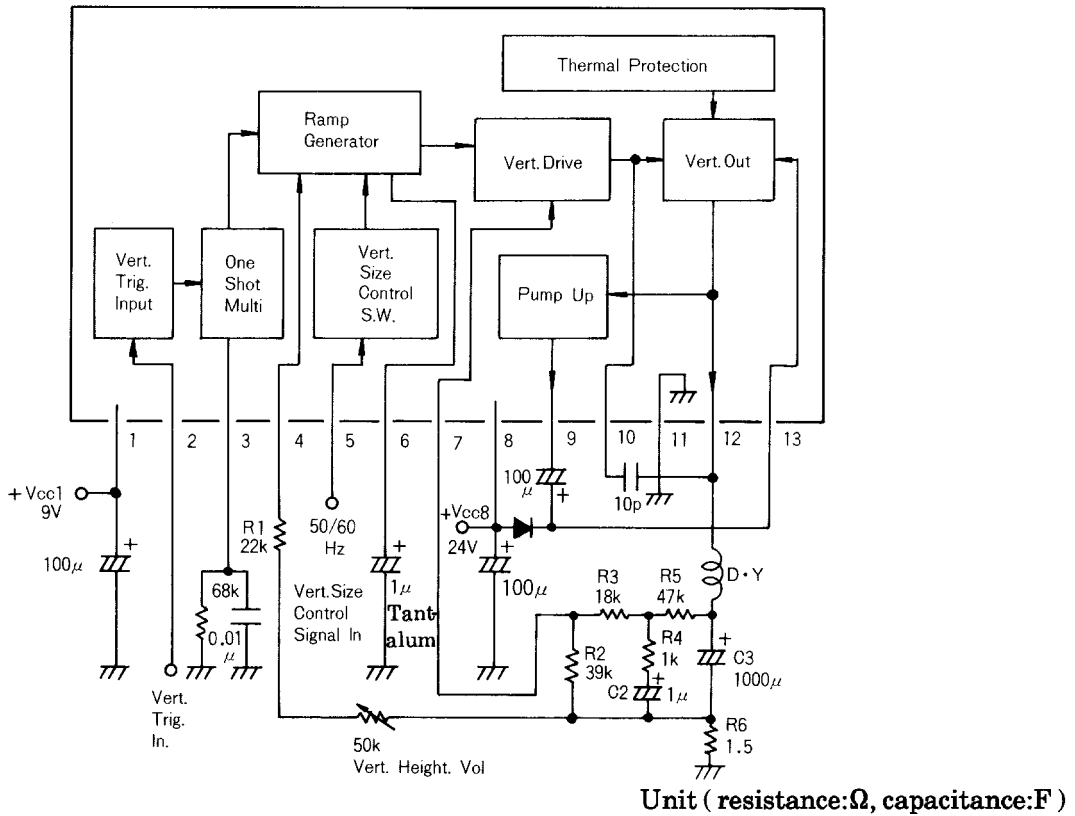 Thermal Protection
Ramp
Generator
Vert.Drive
Vert.Out
Vert.
Trig.
Input
One
Shot
Multi
Vert.
Size
Control
S.W.
Pump Up
1
2
3
4
5
6
7
8
9
10
11
12
13
+Vcc1
9V
100μ
+
68k
0.01
μ
Vert.
Trig.
In.
R1
22k
50/60
Hz
Vert.Size
Control
Signal In
+
1μ
Tant-
alum
50k
Vert. Height. Vol
+Vcc8
24V
+
100μ
100
μ
+
10p
D·Y
R3
18k
R5
47k
R2
39k
R4
1k
C2
+
1μ
+
C3
1000μ
R6
1.5
Unit ( resistance:Ω, capacitance:F )